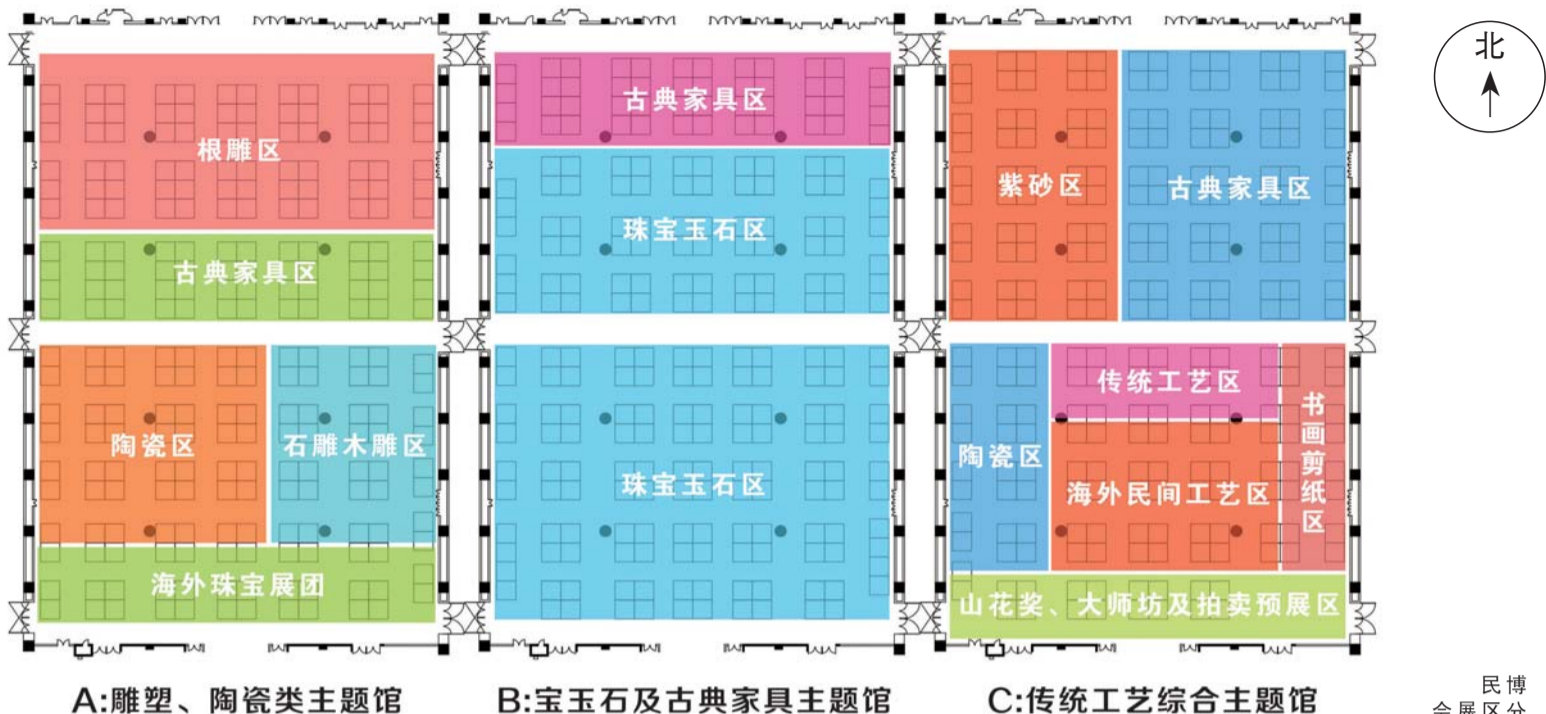 北
根雕区
古典家具区
陶瓷区
石雕木雕区
海外珠宝展团
A:雕塑、陶瓷类主题馆
古典家具区
珠宝玉石区
珠宝玉石区
B:宝玉石及古典家具主题馆
紫砂区
古典家具区
陶瓷区
传统工艺区
海外民间工艺区
书画剪纸区
山花奖、大师坊及拍卖预展区
C:传统工艺综合主题馆
民博
会展区分